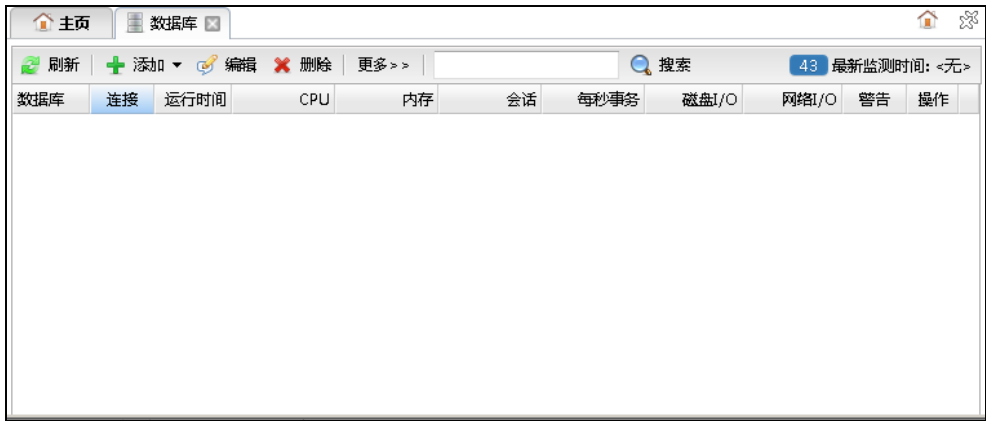 主页 数据库
刷新 添加 编辑 删除 更多>> 搜索 43 最新监测时间: <无>
数据库 连接 运行时间 CPU 内存 会话 每秒事务 磁盘I/O 网络I/O 警告 操作